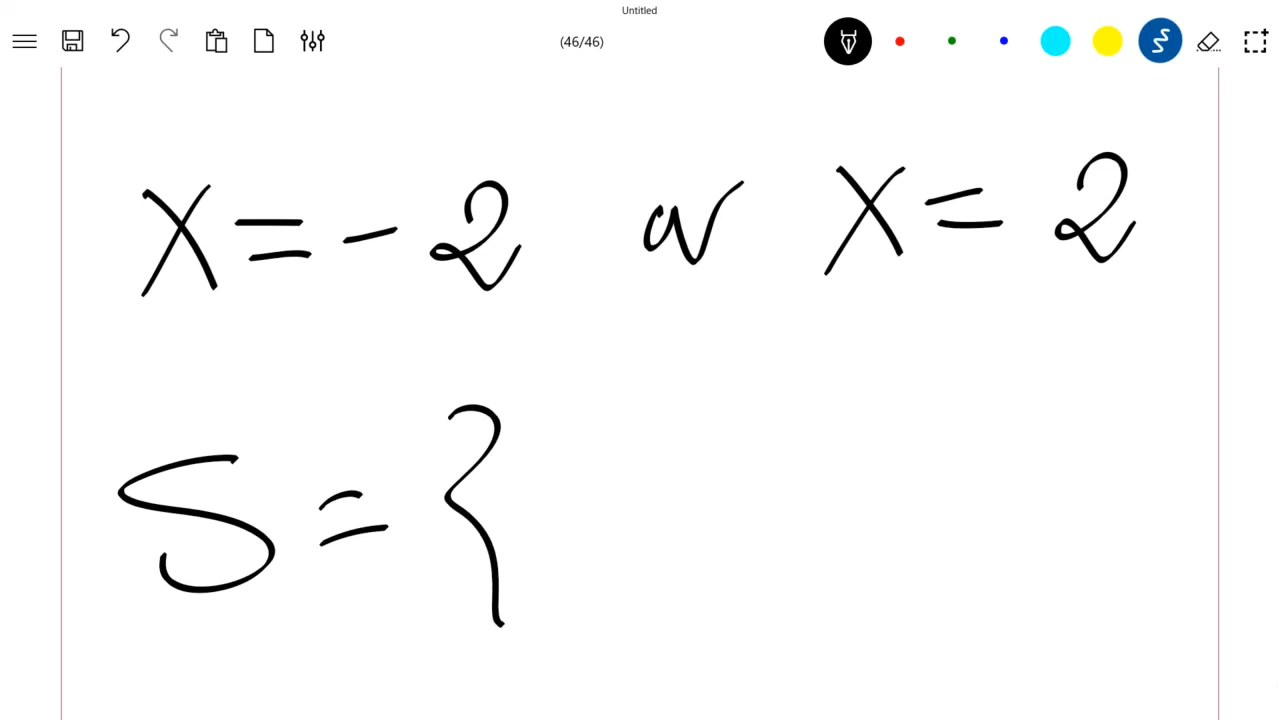 Untitled
(46/46)
x = - 2 or x = 2
S = {